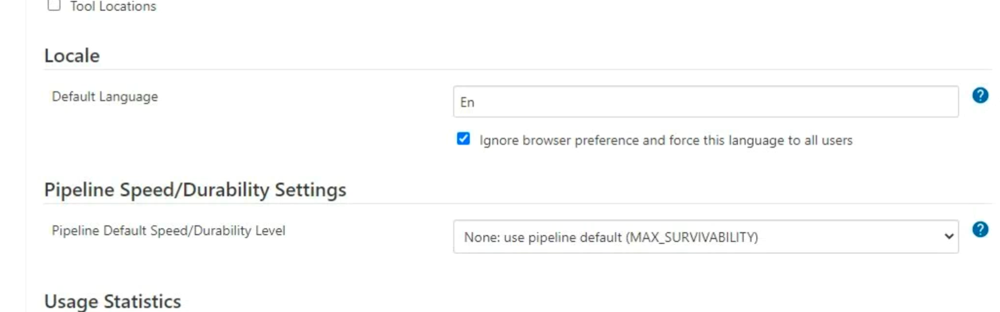 Tool Locations
Locale
Default Language
En
Ignore browser preference and force this language to all users
Pipeline Speed/Durability Settings
Pipeline Default Speed/Durability Level
None: use pipeline default (MAX_SURVIVABILITY)
Usage Statistics